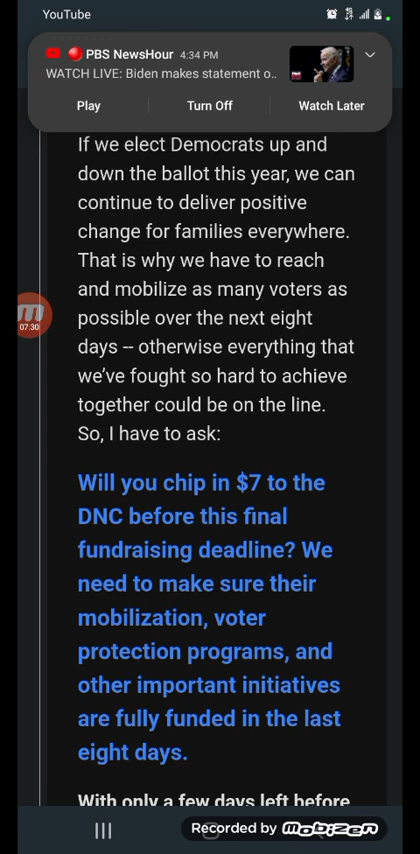 YouTube
PBS NewsHour 4:34 PM
WATCH LIVE: Biden makes statement o..
Play
Turn Off
Watch Later
If we elect Democrats up and
down the ballot this year, we can
continue to deliver positive
change for families everywhere.
That is why we have to reach
and mobilize as many voters as
possible over the next eight
days -- otherwise everything that
we’ve fought so hard to achieve
together could be on the line.
So, I have to ask:
07:30
Will you chip in $7 to the
DNC before this final
fundraising deadline? We
need to make sure their
mobilization, voter
protection programs, and
other important initiatives
are fully funded in the last
eight days.
With only a few days left before
Recorded by mobizen